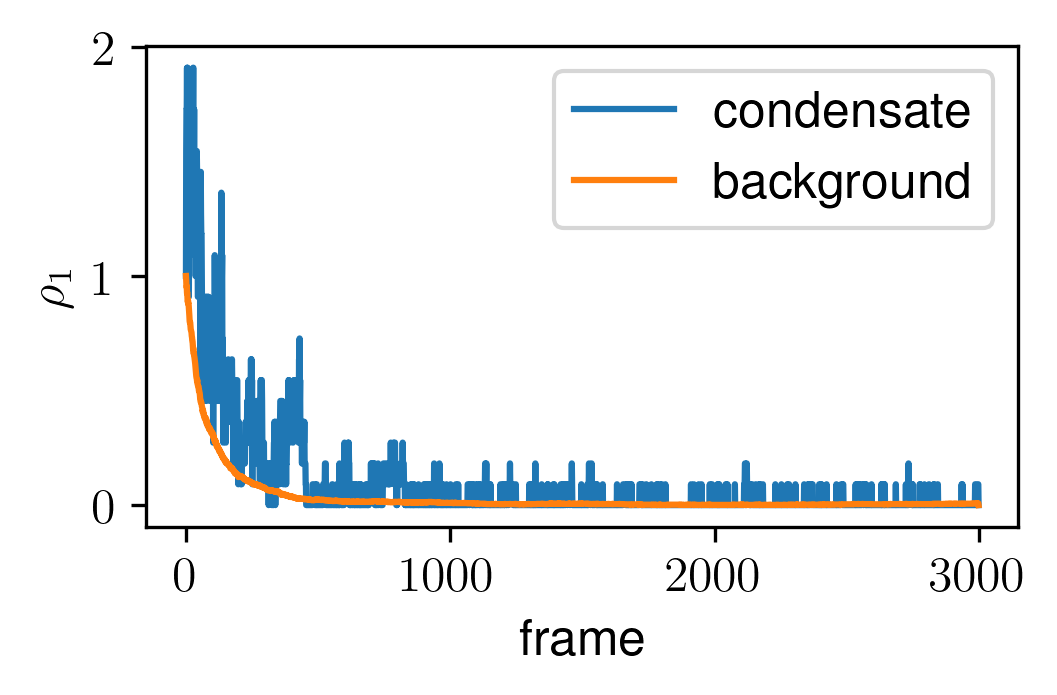 2
1
0
ρ₁
condensate
background
0 1000 2000 3000
frame